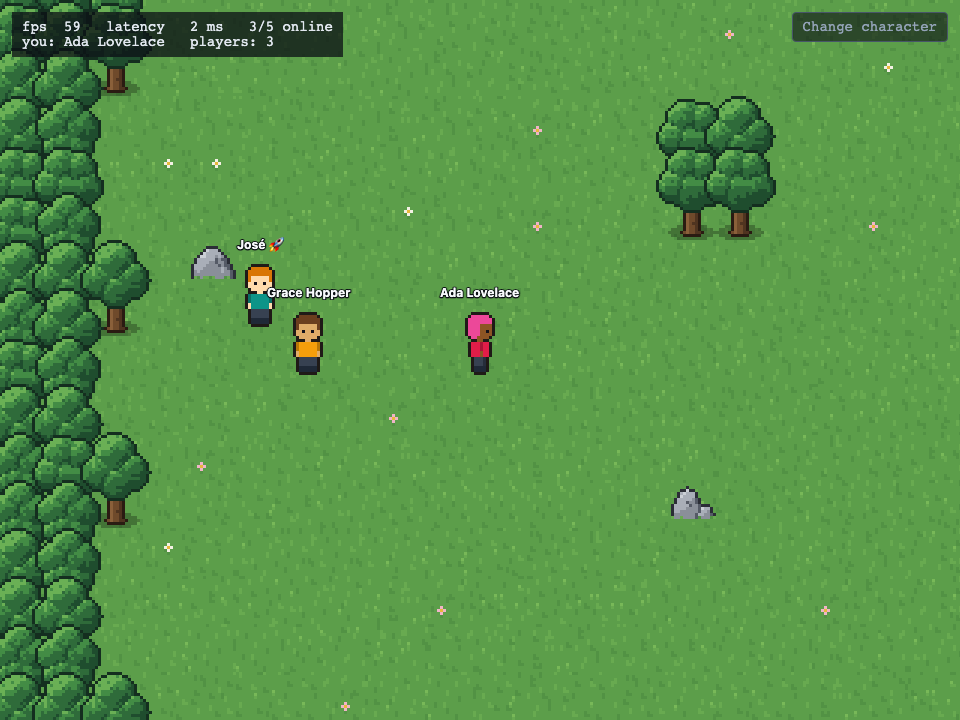 fps 59 latency 2 ms 3/5 online
you: Ada Lovelace players: 3
Change character
José 🚀
Grace Hopper
Ada Lovelace